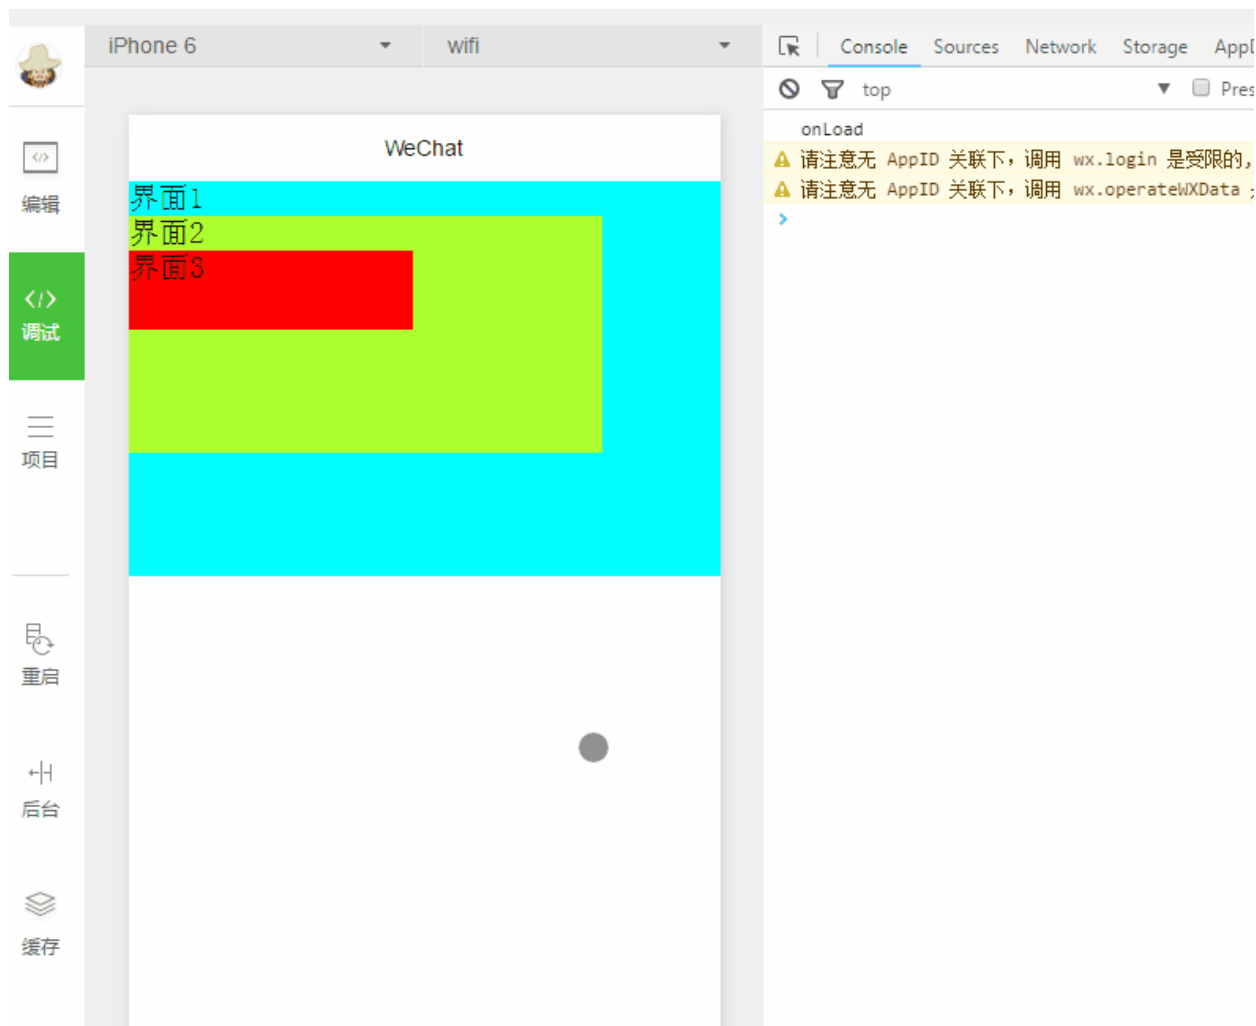 iPhone 6
wifi
Console Sources Network Storage
top
编辑
调试
项目
重启
后台
缓存
WeChat
界面1
界面2
界面3
onLoad
请注意无 AppID 关联下，调用 wx.login 是受限的,
请注意无 AppID 关联下，调用 wx.operateWXData